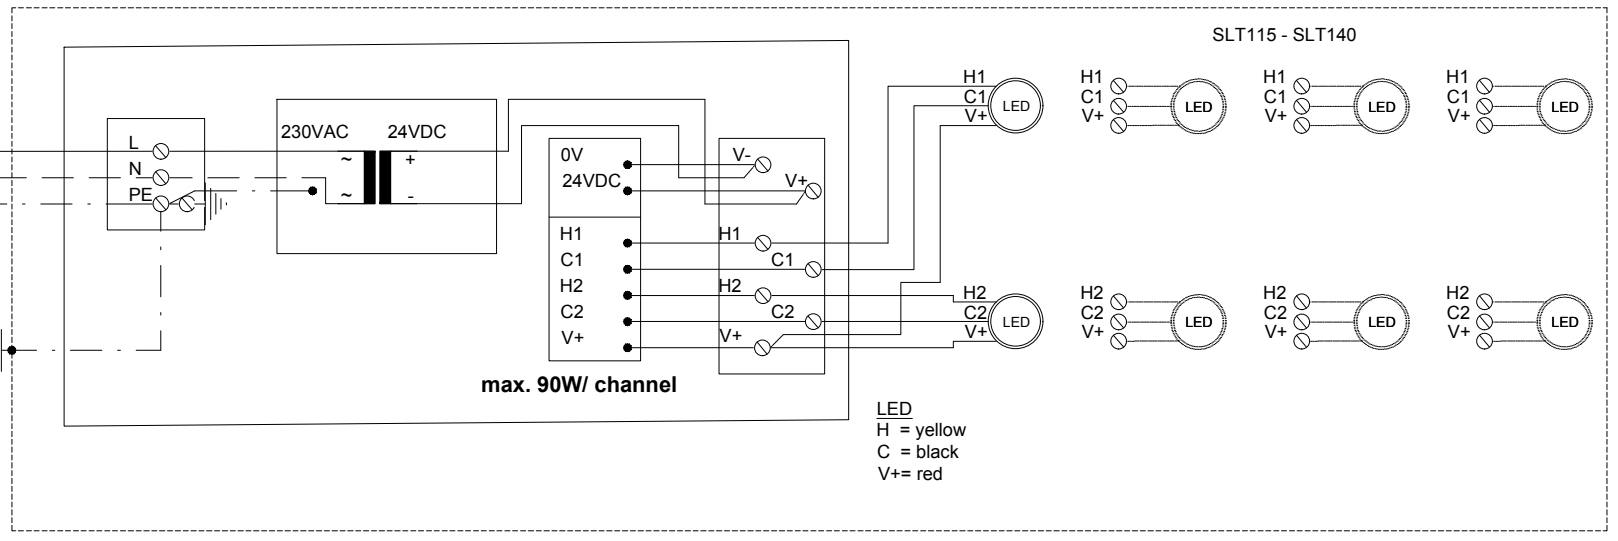 SLT115 - SLT140
H1 H1 H1 H1
C1 C1 C1 C1
V+ V+ V+ V+
LED LED LED LED
230VAC 24VDC
L
~ +
N
~ -
PE
0V
24VDC
V-
V+
H1 H1
C1 C1
H2 H2
C2 C2
V+ V+
H2 H2 H2 H2
C2 C2 C2 C2
V+ V+ V+ V+
LED LED LED LED
max. 90W/ channel
LED
H = yellow
C = black
V+= red